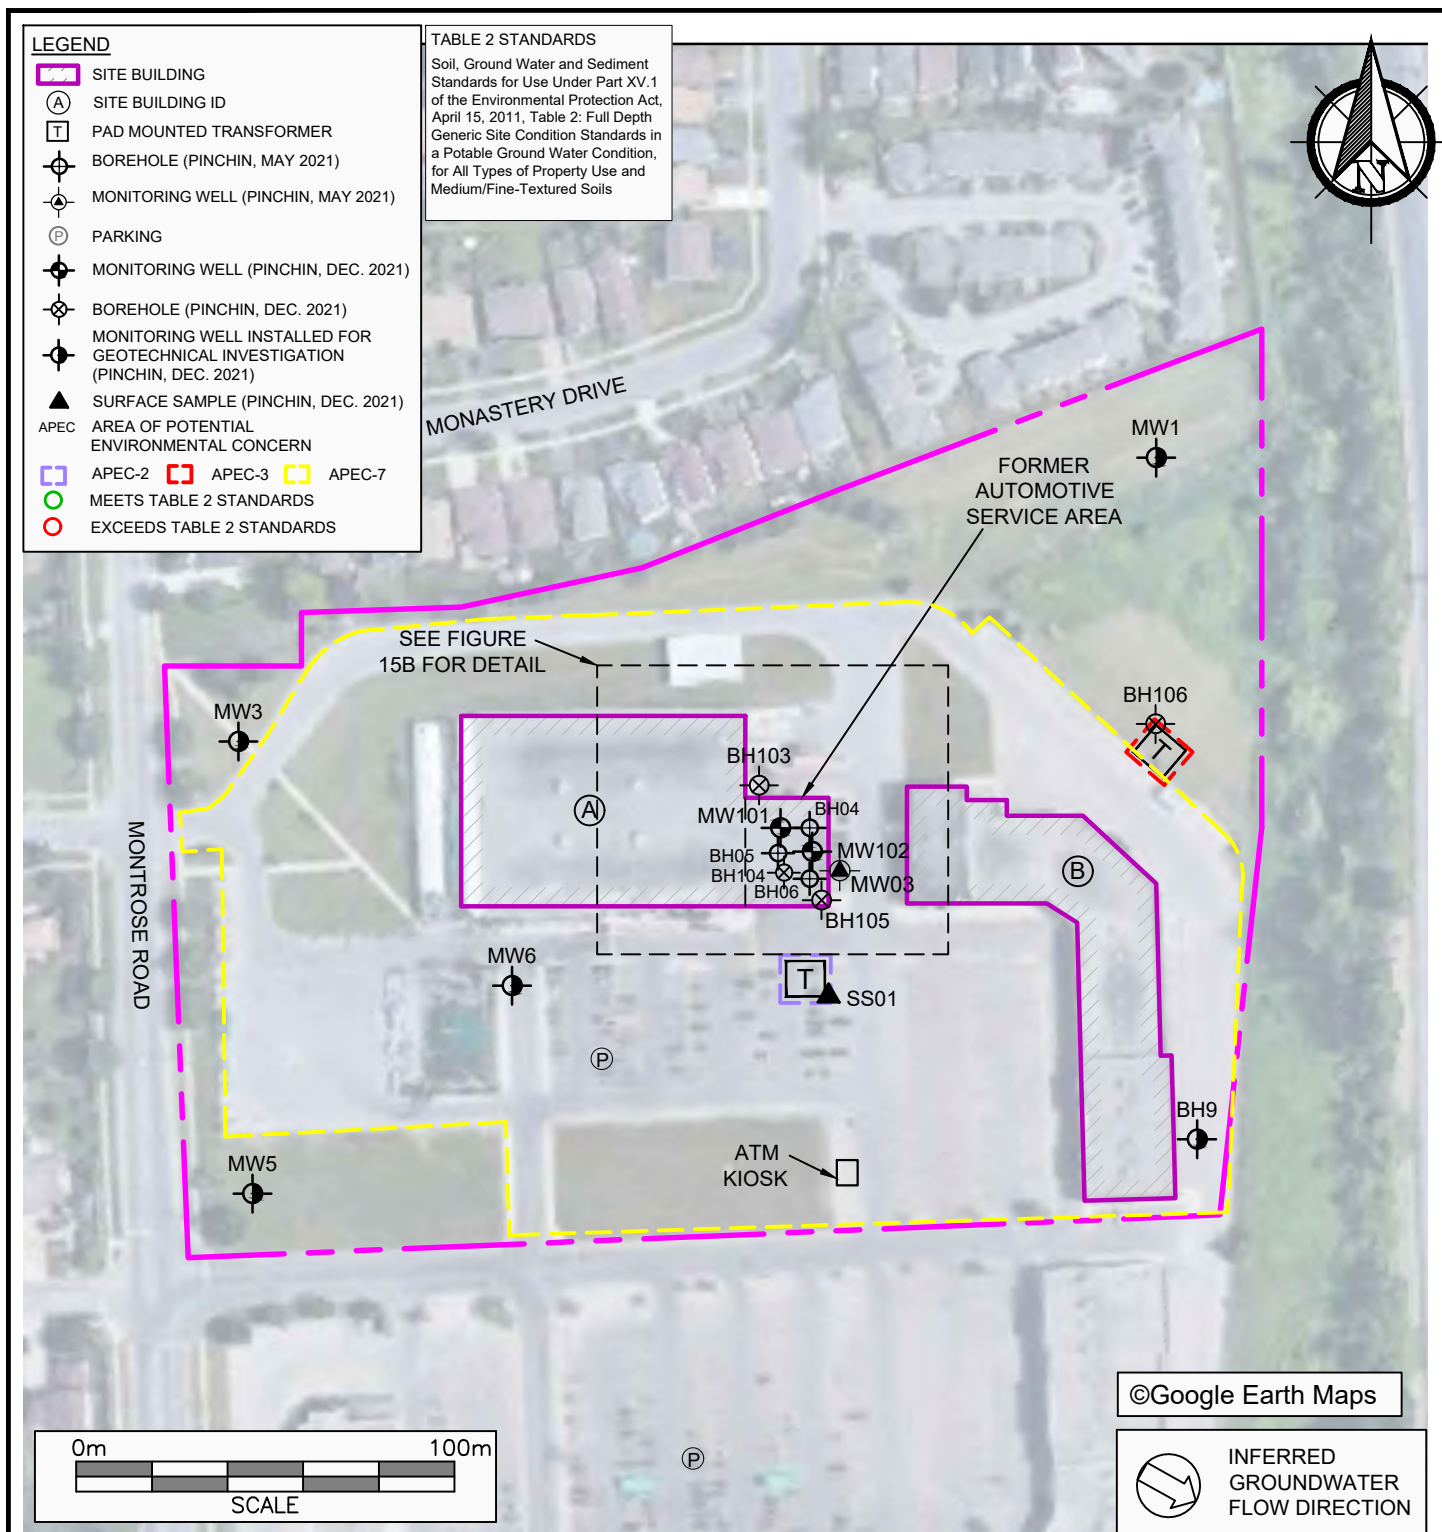 LEGEND
SITE BUILDING
A SITE BUILDING ID
T PAD MOUNTED TRANSFORMER
BOREHOLE (PINCHIN, MAY 2021)
MONITORING WELL (PINCHIN, MAY 2021)
P PARKING
MONITORING WELL (PINCHIN, DEC. 2021)
BOREHOLE (PINCHIN, DEC. 2021)
MONITORING WELL INSTALLED FOR
GEOTECHNICAL INVESTIGATION
(PINCHIN, DEC. 2021)
SURFACE SAMPLE (PINCHIN, DEC. 2021)
APEC AREA OF POTENTIAL
ENVIRONMENTAL CONCERN
APEC-2 APEC-3 APEC-7
MEETS TABLE 2 STANDARDS
EXCEEDS TABLE 2 STANDARDS
TABLE 2 STANDARDS
Soil, Ground Water and Sediment
Standards for Use Under Part XV.1
of the Environmental Protection Act,
April 15, 2011, Table 2: Full Depth
Generic Site Condition Standards in
a Potable Ground Water Condition,
for All Types of Property Use and
Medium/Fine-Textured Soils
N
MONASTERY DRIVE
MW1
FORMER
AUTOMOTIVE
SERVICE AREA
SEE FIGURE
15B FOR DETAIL
MW3
BH106
T
BH103
A
MW101
BH04
BH05
MW102
BH104
MW03
BH06
BH105
B
MONTROSE ROAD
MW6
T
SS01
P
BH9
ATM
KIOSK
MW5
©Google Earth Maps
0m 100m
SCALE
P
INFERRED
GROUNDWATER
FLOW DIRECTION